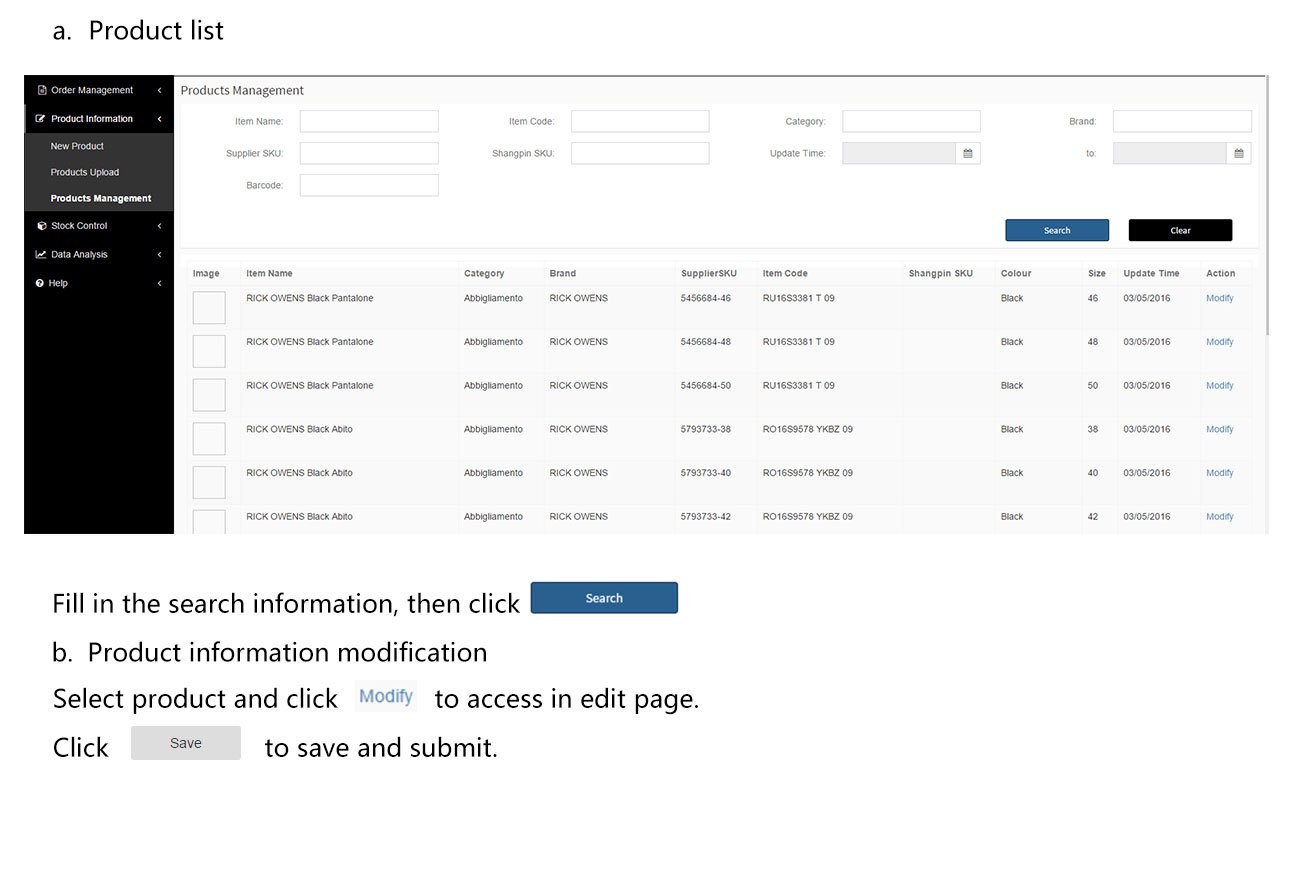 a. Product list
Order Management
Products Management
Item Name: Item Code: Category: Brand:
Product Information
New Product
Supplier SKU: Shangpin SKU: Update Time: to:
Products Upload
Barcode:
Products Management
Stock Control
Search Clear
Data Analysis
Help
Image Item Name Category Brand SupplierSKU Item Code Shangpin SKU Colour Size Update Time Action
RICK OWENS Black Pantalone Abbigliamento RICK OWENS 5456684-46 RU16S3381 T 09 Black 46 03/05/2016 Modify
RICK OWENS Black Pantalone Abbigliamento RICK OWENS 5456684-48 RU16S3381 T 09 Black 48 03/05/2016 Modify
RICK OWENS Black Pantalone Abbigliamento RICK OWENS 5456684-50 RU16S3381 T 09 Black 50 03/05/2016 Modify
RICK OWENS Black Abito Abbigliamento RICK OWENS 5793733-38 RO16S9578 YKBZ 09 Black 38 03/05/2016 Modify
RICK OWENS Black Abito Abbigliamento RICK OWENS 5793733-40 RO16S9578 YKBZ 09 Black 40 03/05/2016 Modify
RICK OWENS Black Abito Abbigliamento RICK OWENS 5793733-42 RO16S9578 YKBZ 09 Black 42 03/05/2016 Modify
Fill in the search information, then click Search
b. Product information modification
Select product and click Modify to access in edit page.
Click Save to save and submit.